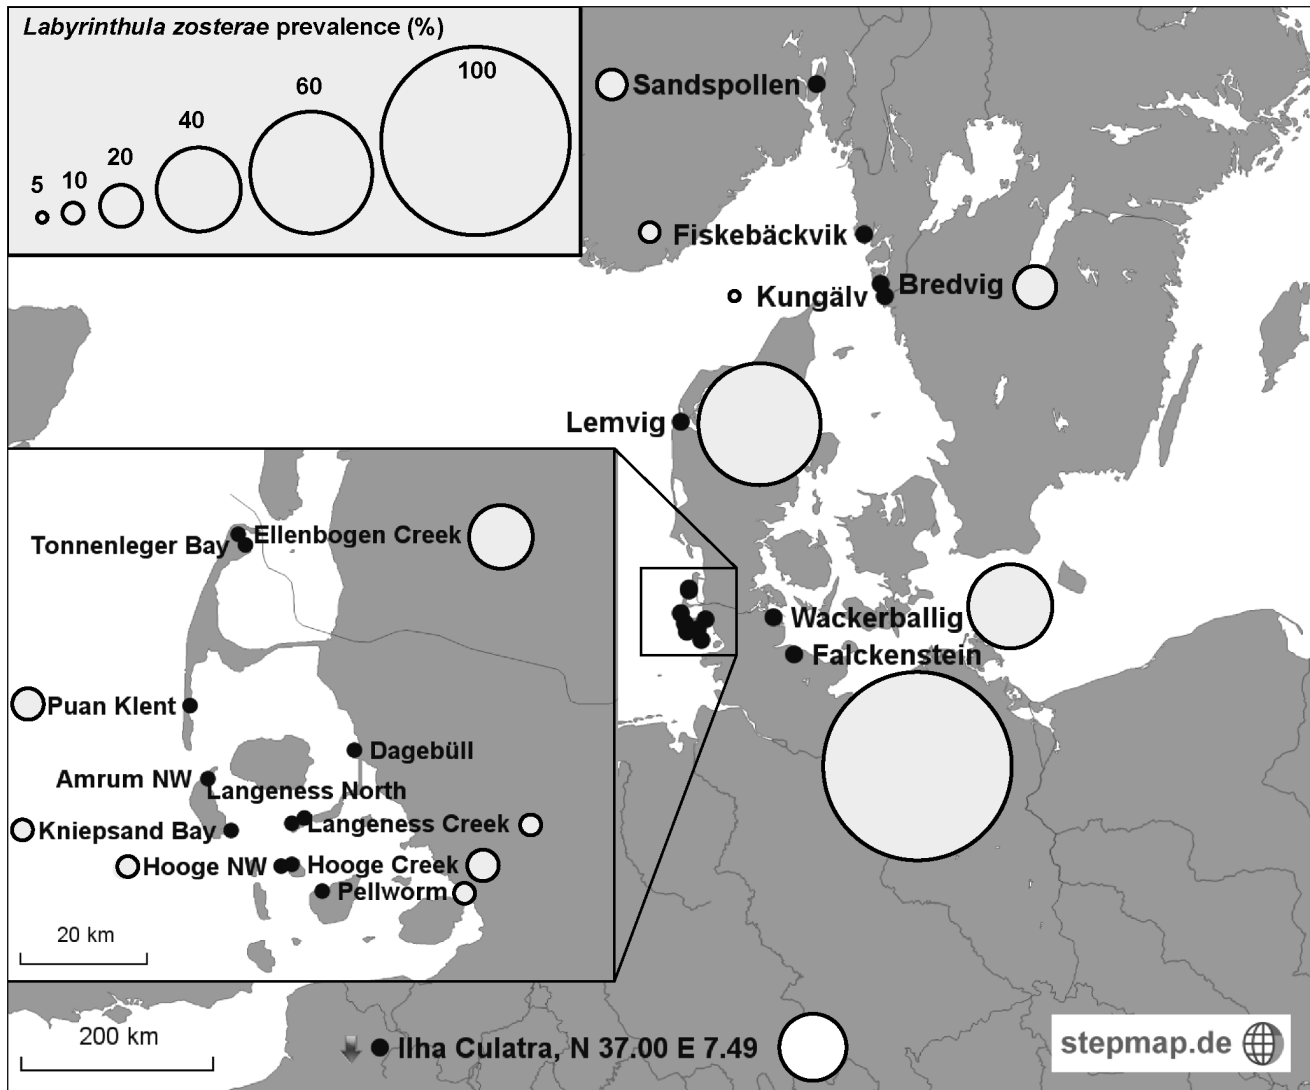 Labyrinthula zosterae prevalence (%)
5
10
20
40
60
100
Sandspollen
Fiskebäckvik
Kungälv
Bredvig
Lemvig
Wackerballig
Falckenstein
Tonnenleger Bay
Ellenbogen Creek
Puan Klent
Dagebüll
Amrum NW
Langeness North
Kniepsand Bay
Langeness Creek
Hooge NW
Hooge Creek
Pellworm
20 km
200 km
Ilha Culatra, N 37.00 E 7.49
stepmap.de